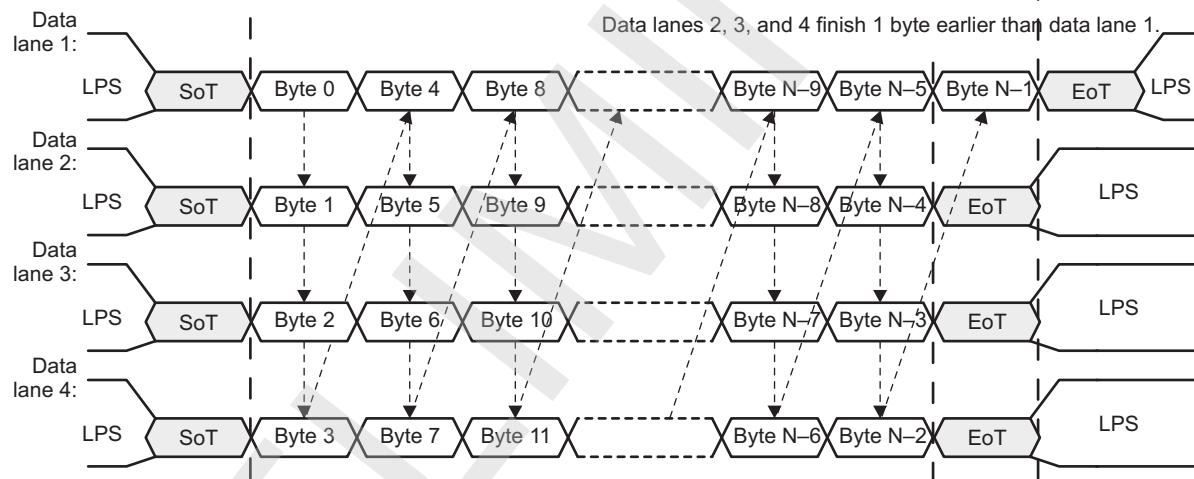 Data lanes 2, 3, and 4 finish 1 byte earlier than data lane 1.
Data
lane 1:
LPS SoT Byte 0 Byte 4 Byte 8 Byte N–9 Byte N–5 Byte N–1 EoT LPS
Data
lane 2:
LPS SoT Byte 1 Byte 5 Byte 9 Byte N–8 Byte N–4 EoT LPS
Data
lane 3:
LPS SoT Byte 2 Byte 6 Byte 10 Byte N–7 Byte N–3 EoT LPS
Data
lane 4:
LPS SoT Byte 3 Byte 7 Byte 11 Byte N–6 Byte N–2 EoT LPS